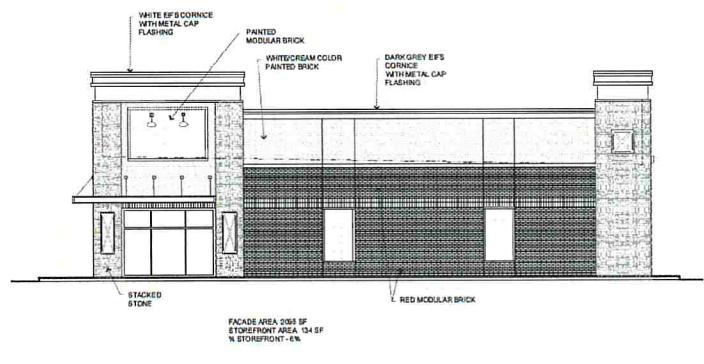 WHITE EIFS CORNICE
WITH METAL CAP
FLASHING
PAINTED
MODULAR BRICK
WHITE/CREAM COLOR
PAINTED BRICK
DARK GREY EIFS
CORNICE
WITH METAL CAP
FLASHING
STACKED
STONE
RED MODULAR BRICK
FACADE AREA 2095 SF
STOREFRONT AREA 134 SF
% STOREFRONT - 6%